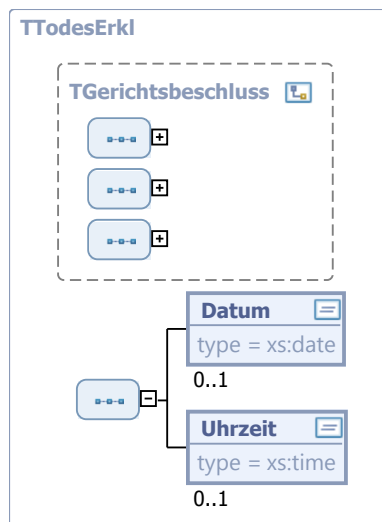 TTodesErkl
TGerichtsbeschluss
Datum
type = xs:date
0..1
Uhrzeit
type = xs:time
0..1